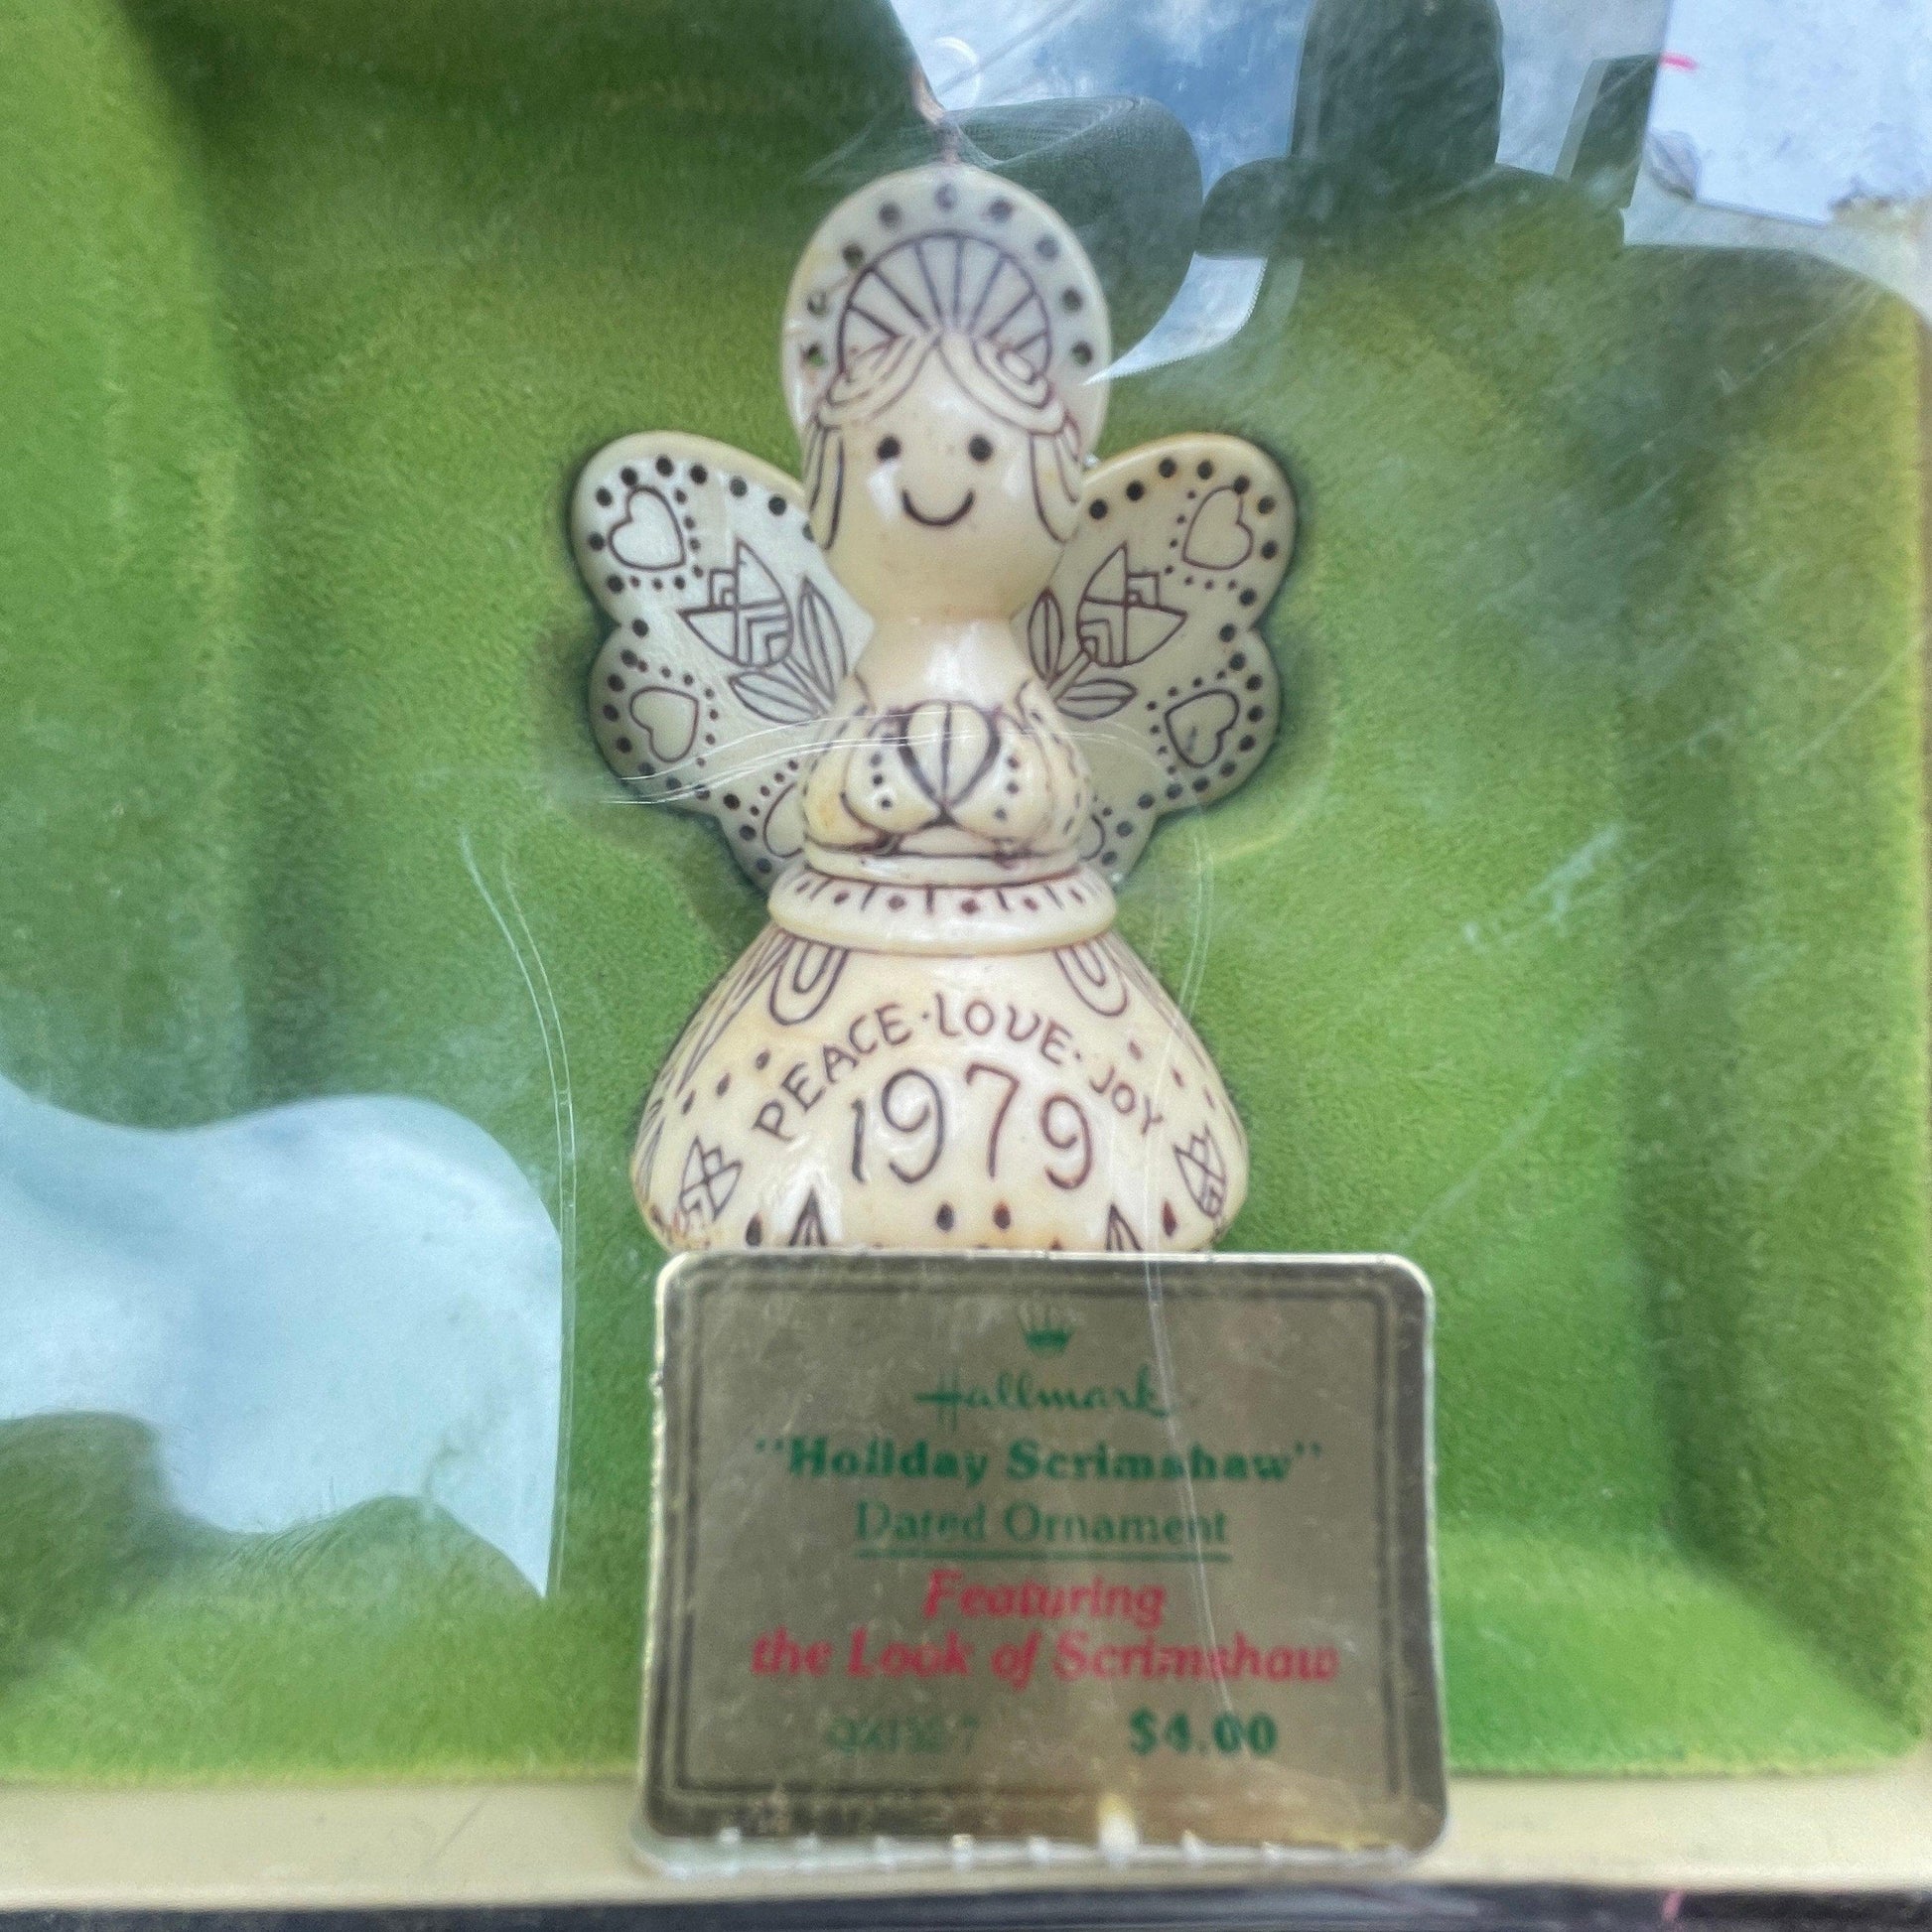 PEACE · LOVE · JOY
1979
Hallmark
"Holiday Scrimshaw"
Dated Ornament
Featuring
the Look of Scrimshaw
$4.00